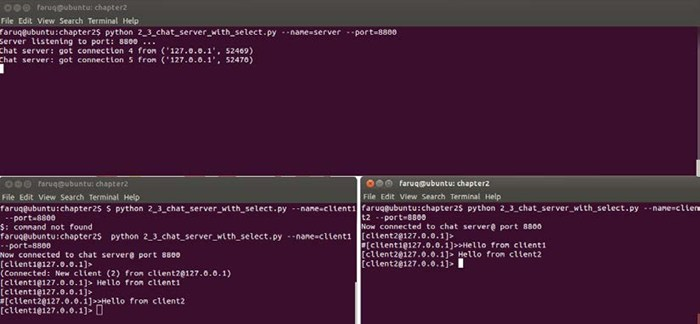 faruq@ubuntu: chapter2
File Edit View Search Terminal Help
faruq@ubuntu:chapter2$ python 2_3_chat_server_with_select.py --name=server --port=8800
Server listening to port: 8800 ...
Chat server: got connection 4 from ('127.0.0.1', 52469)
Chat server: got connection 5 from ('127.0.0.1', 52470)
faruq@ubuntu: chapter2
File Edit View Search Terminal Help
faruq@ubuntu:chapter2$ $ python 2_3_chat_server_with_select.py --name=client1
--port=8800
$: command not found
faruq@ubuntu:chapter2$  python 2_3_chat_server_with_select.py --name=client1
--port=8800
Now connected to chat server@ port 8800
[client1@127.0.0.1]>
(Connected: New client (2) from client2@127.0.0.1)
[client1@127.0.0.1]> Hello from client1
[client1@127.0.0.1]>
#[client2@127.0.0.1]>>Hello from client2
[client1@127.0.0.1]>
faruq@ubuntu: chapter2
File Edit View Search Terminal Help
faruq@ubuntu:chapter2$ python 2_3_chat_server_with_select.py --name=clien
t2 --port=8800
Now connected to chat server@ port 8800
[client2@127.0.0.1]>
#[client1@127.0.0.1]>>Hello from client1
[client2@127.0.0.1]> Hello from client2
[client2@127.0.0.1]>